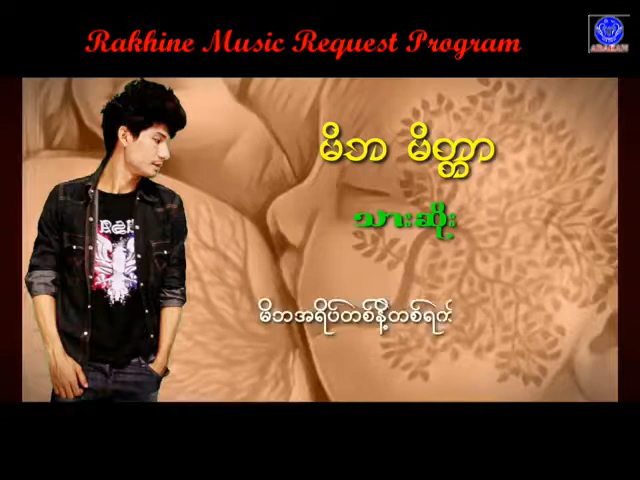 Rakhine Music Request Program
ARAKAN
မိဘ မိတ္တာ
သားဆိုး
မိဘအရိပ်တစ်နို့တစ်ရက်